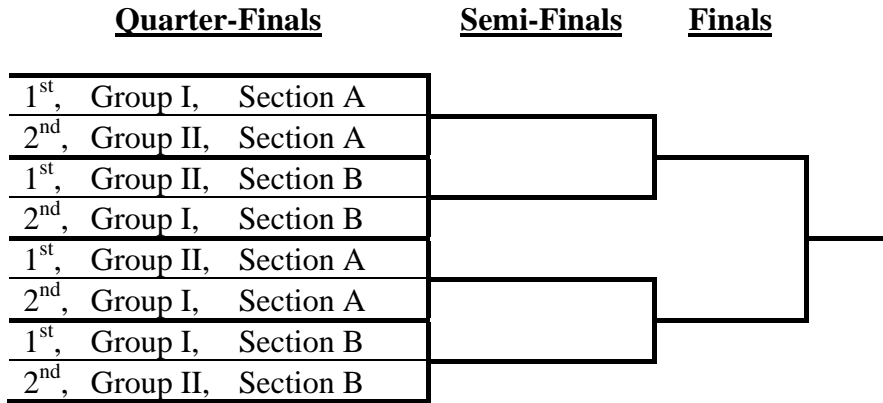 Quarter-Finals Semi-Finals Finals
1st, Group I, Section A
2nd, Group II, Section A
1st, Group II, Section B
2nd, Group I, Section B
1st, Group II, Section A
2nd, Group I, Section A
1st, Group I, Section B
2nd, Group II, Section B